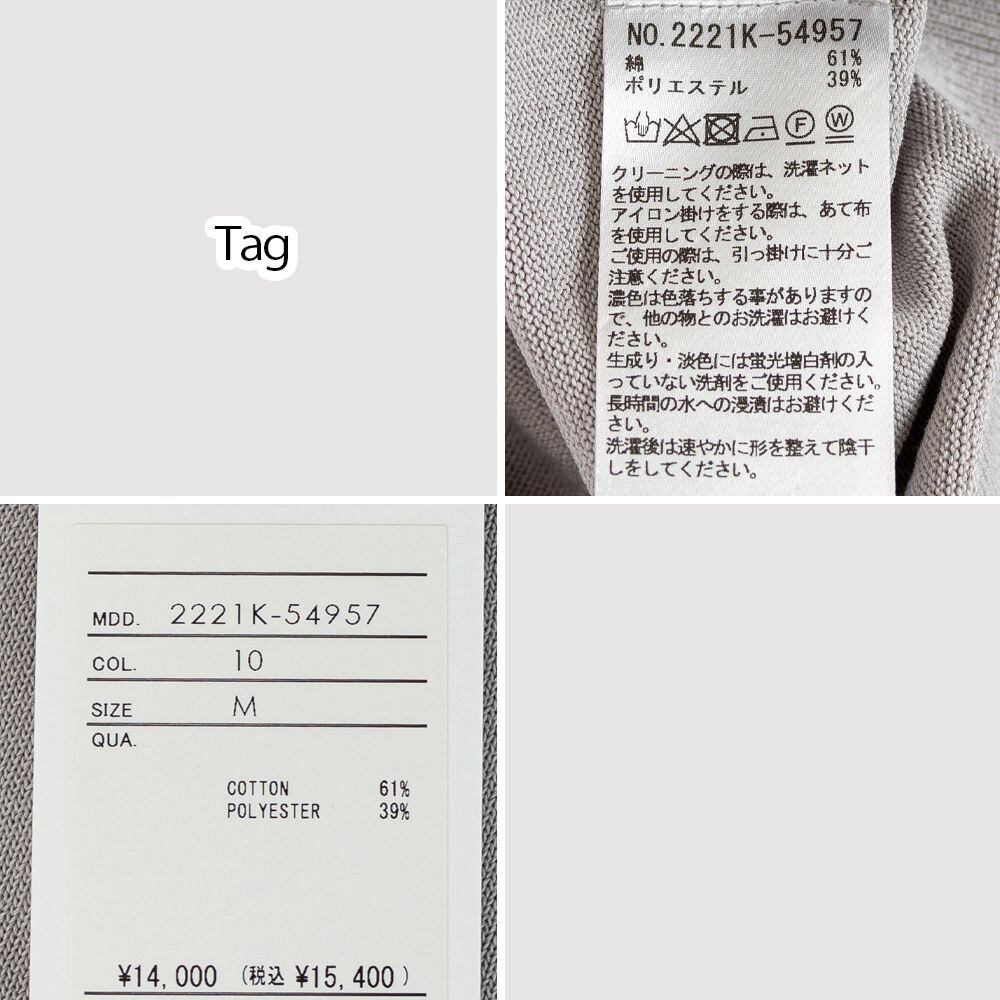 Tag
NO.2221K-54957
綿 61%
ポリエステル 39%
F W
クリーニングの際は、洗濯ネット
を使用してください。
アイロン掛けをする際は、あて布
を使用してください。
ご使用の際は、引っ掛けに十分ご
注意ください。
濃色は色落ちする事がありますの
で、他の物とのお洗濯はお避けく
ださい。
生成り・淡色には蛍光増白剤の入
っていない洗剤をご使用ください。
長時間の水への浸漬はお避けくだ
さい。
洗濯後は速やかに形を整えて陰干
しをしてください。
MDD. 2221K-54957
COL. 10
SIZE M
QUA.
COTTON 61%
POLYESTER 39%
¥14,000 (税込 ¥15,400)